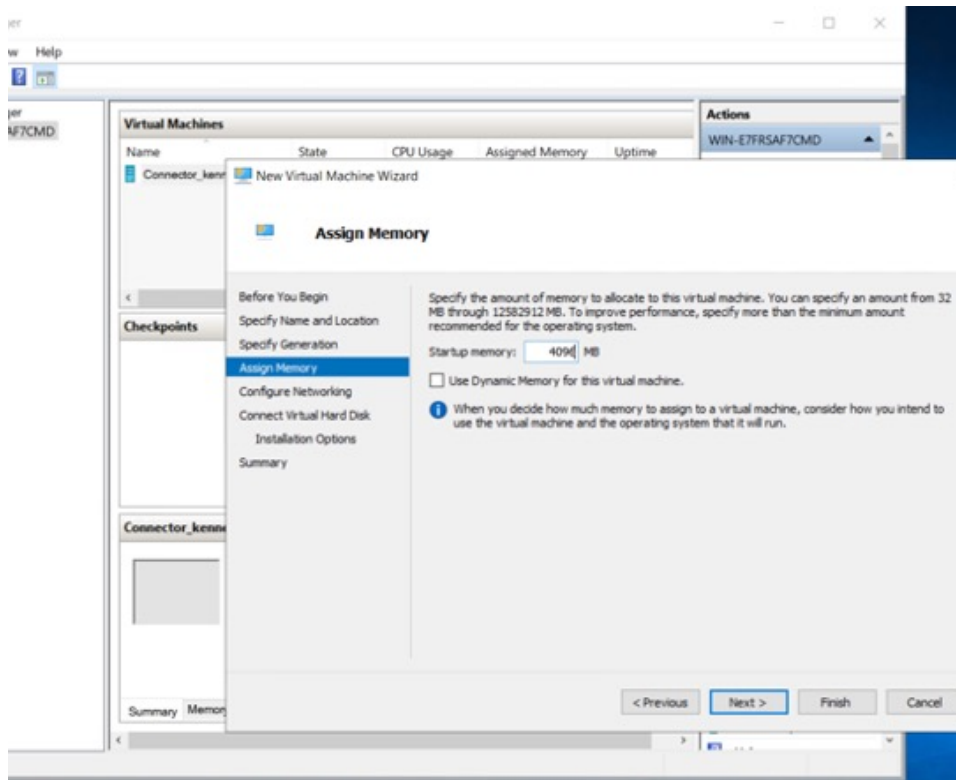 Help
AF7CMD
Virtual Machines
Name State CPU Usage Assigned Memory Uptime
Actions
WIN-E7FRSAF7CMD
New Virtual Machine Wizard
Assign Memory
Before You Begin
Specify Name and Location
Specify Generation
Assign Memory
Configure Networking
Connect Virtual Hard Disk
Installation Options
Summary
Specify the amount of memory to allocate to this virtual machine. You can specify an amount from 32
MB through 12582912 MB. To improve performance, specify more than the minimum amount
recommended for the operating system.
Startup memory: 4096 MB
Use Dynamic Memory for this virtual machine.
When you decide how much memory to assign to a virtual machine, consider how you intend to
use the virtual machine and the operating system that it will run.
Checkpoints
Summary
< Previous Next > Finish Cancel